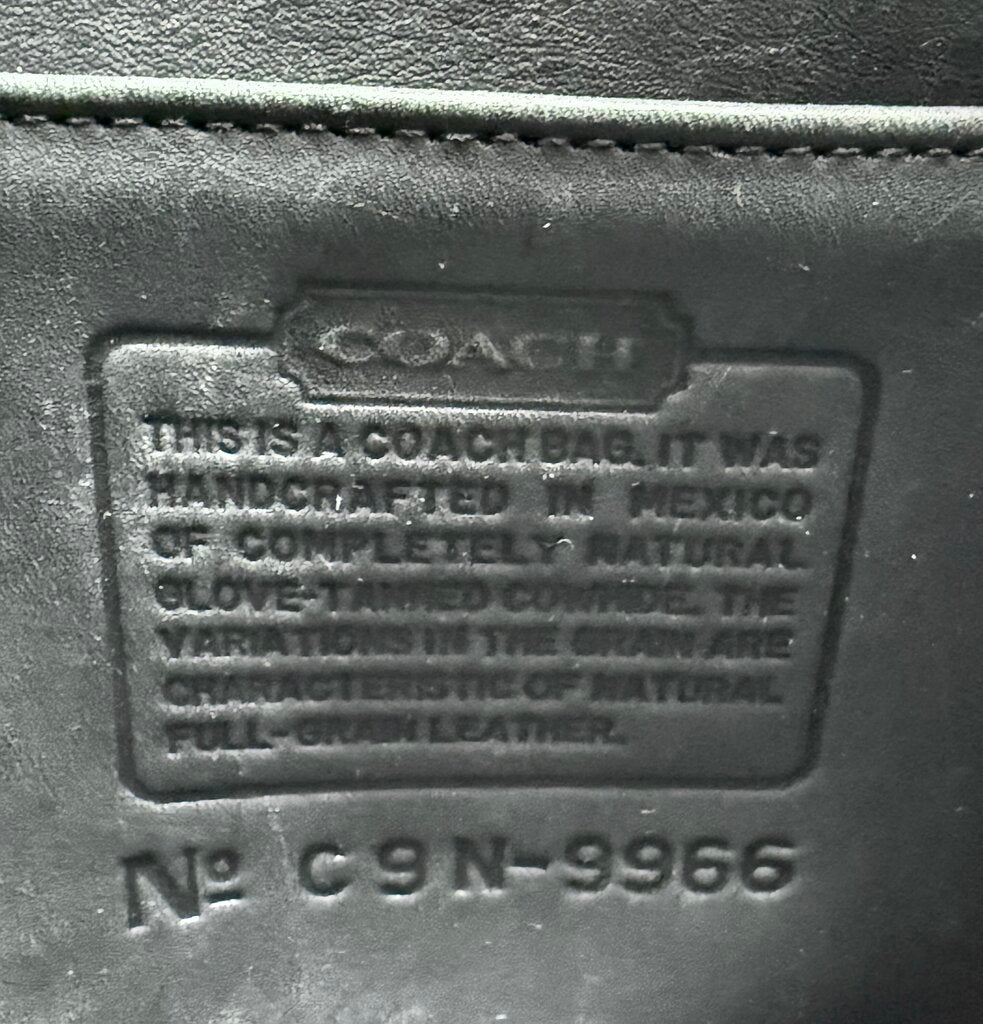 COACH
THIS IS A COACH BAG. IT WAS
HANDCRAFTED IN MEXICO
OF COMPLETELY NATURAL
GLOVE-TANNED COWHIDE. THE
VARIATIONS IN THE GRAIN ARE
CHARACTERISTIC OF NATURAL
FULL-GRAIN LEATHER.
Nº C9N-9966